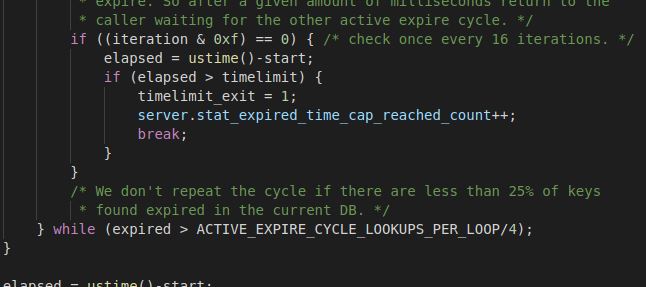 * expire. So after a given amount of milliseconds return to the
* caller waiting for the other active expire cycle. */
if ((iteration & 0xf) == 0) { /* check once every 16 iterations. */
elapsed = ustime()-start;
if (elapsed > timelimit) {
timelimit_exit = 1;
server.stat_expired_time_cap_reached_count++;
break;
}
}
/* We don't repeat the cycle if there are less than 25% of keys
* found expired in the current DB. */
} while (expired > ACTIVE_EXPIRE_CYCLE_LOOKUPS_PER_LOOP/4);
}
elapsed = ustime()-start;